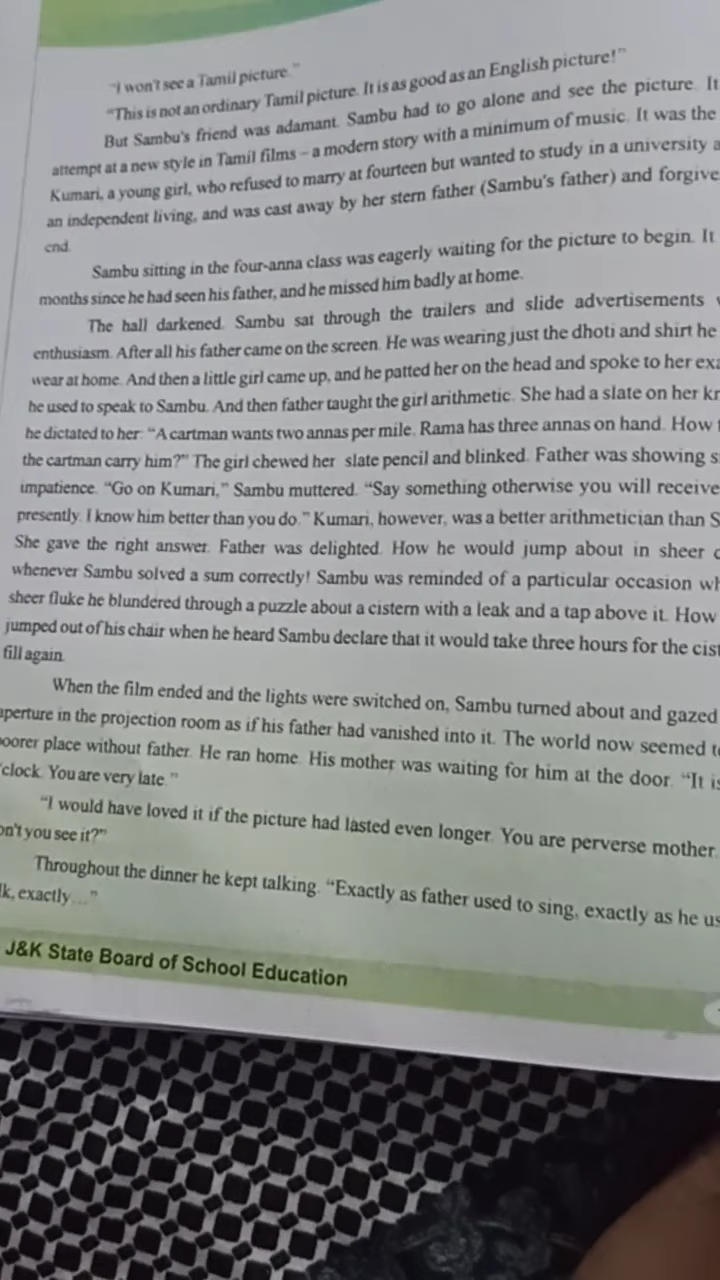 "I won't see a Tamil picture."
"This is not an ordinary Tamil picture. It is as good as an English picture!"
But Sambu's friend was adamant. Sambu had to go alone and see the picture. It
attempt at a new style in Tamil films – a modern story with a minimum of music. It was the
Kumari, a young girl, who refused to marry at fourteen but wanted to study in a university
an independent living, and was cast away by her stern father (Sambu's father) and forgive
end.
Sambu sitting in the four-anna class was eagerly waiting for the picture to begin. It
months since he had seen his father, and he missed him badly at home.
The hall darkened. Sambu sat through the trailers and slide advertisements
enthusiasm. After all his father came on the screen. He was wearing just the dhoti and shirt he
wear at home. And then a little girl came up, and he patted her on the head and spoke to her
he used to speak to Sambu. And then father taught the girl arithmetic. She had a slate on her
he dictated to her: "A cartman wants two annas per mile. Rama has three annas on hand. How
the cartman carry him?" The girl chewed her slate pencil and blinked. Father was showing
impatience. "Go on Kumari," Sambu muttered. "Say something otherwise you will receive
presently. I know him better than you do." Kumari, however, was a better arithmetician than
She gave the right answer. Father was delighted. How he would jump about in sheer
whenever Sambu solved a sum correctly! Sambu was reminded of a particular occasion
sheer fluke he blundered through a puzzle about a cistern with a leak and a tap above it. How
jumped out of his chair when he heard Sambu declare that it would take three hours for the
fill again.
When the film ended and the lights were switched on, Sambu turned about and gazed
aperture in the projection room as if his father had vanished into it. The world now seemed
poorer place without father. He ran home. His mother was waiting for him at the door. "It is
'clock. You are very late."
"I would have loved it if the picture had lasted even longer. You are perverse mother.
on't you see it?"
Throughout the dinner he kept talking. "Exactly as father used to sing, exactly as he
lk, exactly..."
J&K State Board of School Education